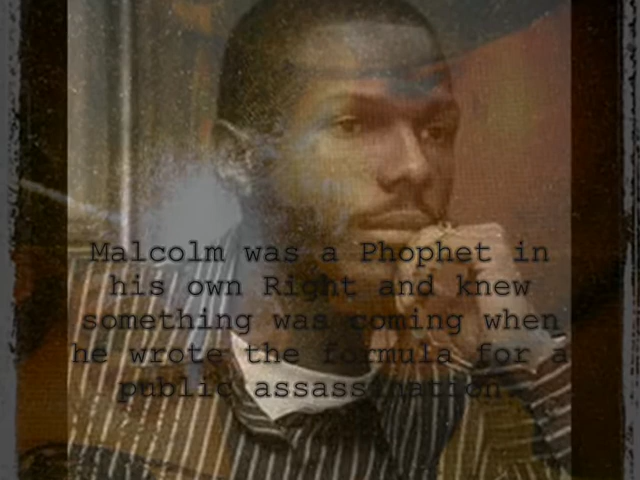 Malcolm was a Phophet in
his own Right and knew
something was coming when
he wrote the formula for a
public assassination.